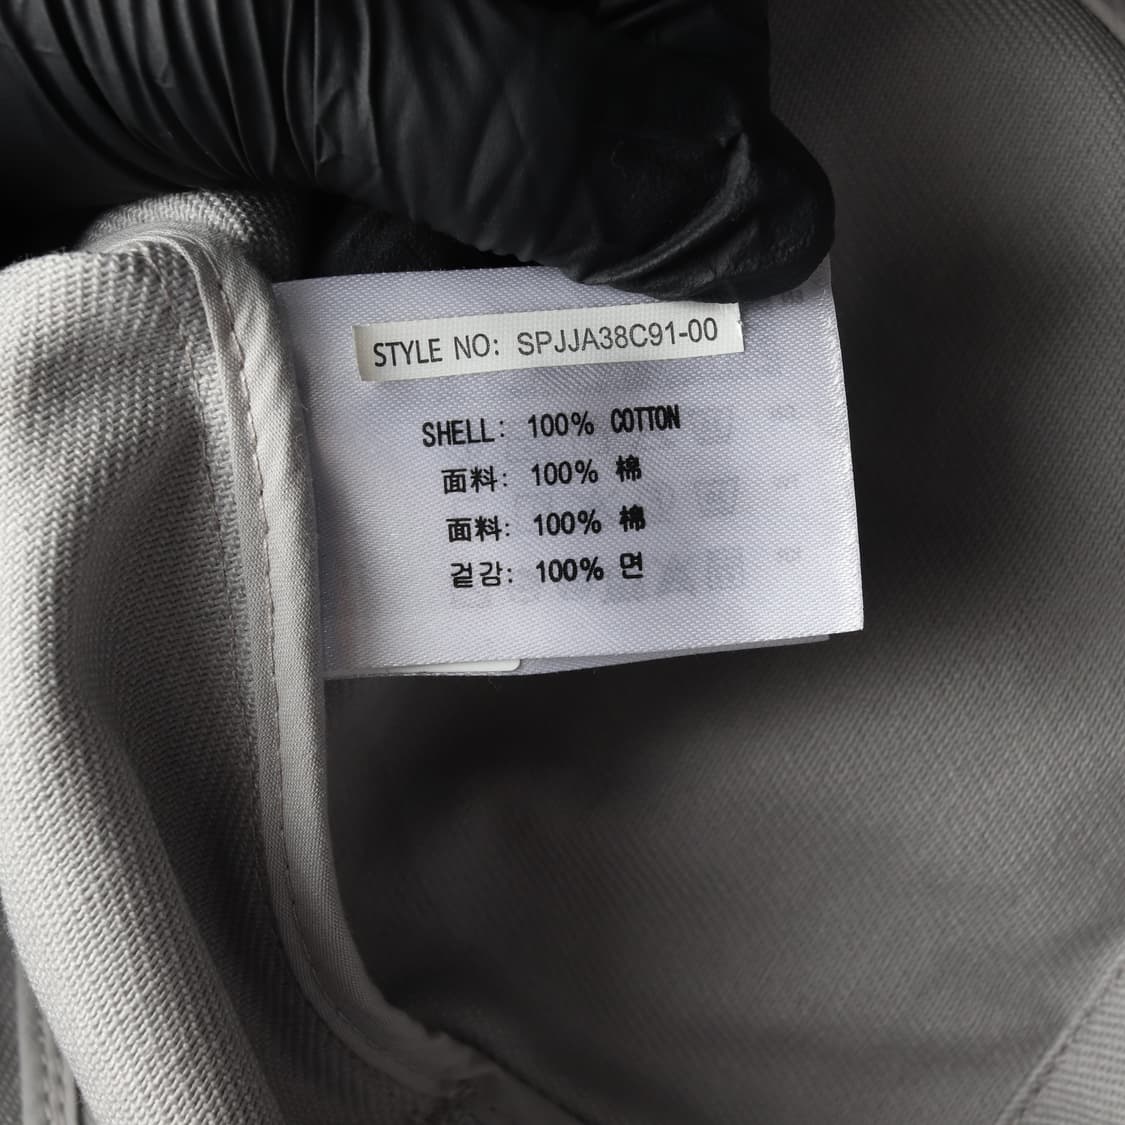 STYLE NO: SPJJA38C91-00
SHELL: 100% COTTON
面料: 100% 棉
面料: 100% 棉
겉감: 100% 면